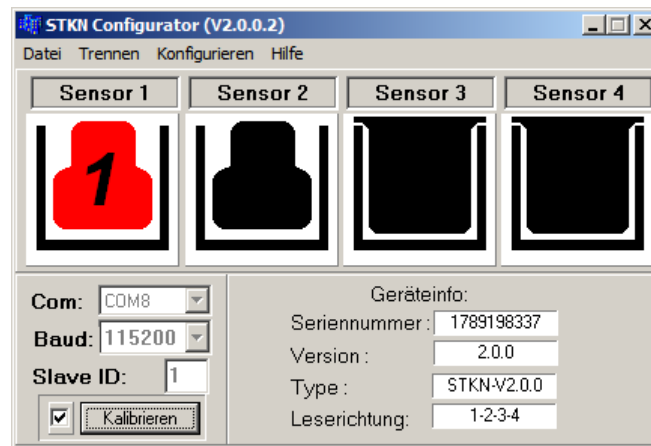 STKN Configurator (V2.0.0.2)
Datei Trennen Konfigurieren Hilfe
Sensor 1 Sensor 2 Sensor 3 Sensor 4
1
Com: COM8
Baud: 115200
Slave ID: 1
Kalibrieren
Geräteinfo:
Seriennummer : 1789198337
Version : 2.0.0
Type : STKN-V2.0.0
Leserichtung: 1-2-3-4